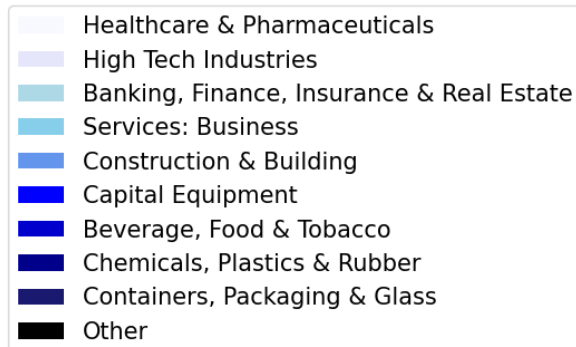 Healthcare & Pharmaceuticals
High Tech Industries
Banking, Finance, Insurance & Real Estate
Services: Business
Construction & Building
Capital Equipment
Beverage, Food & Tobacco
Chemicals, Plastics & Rubber
Containers, Packaging & Glass
Other